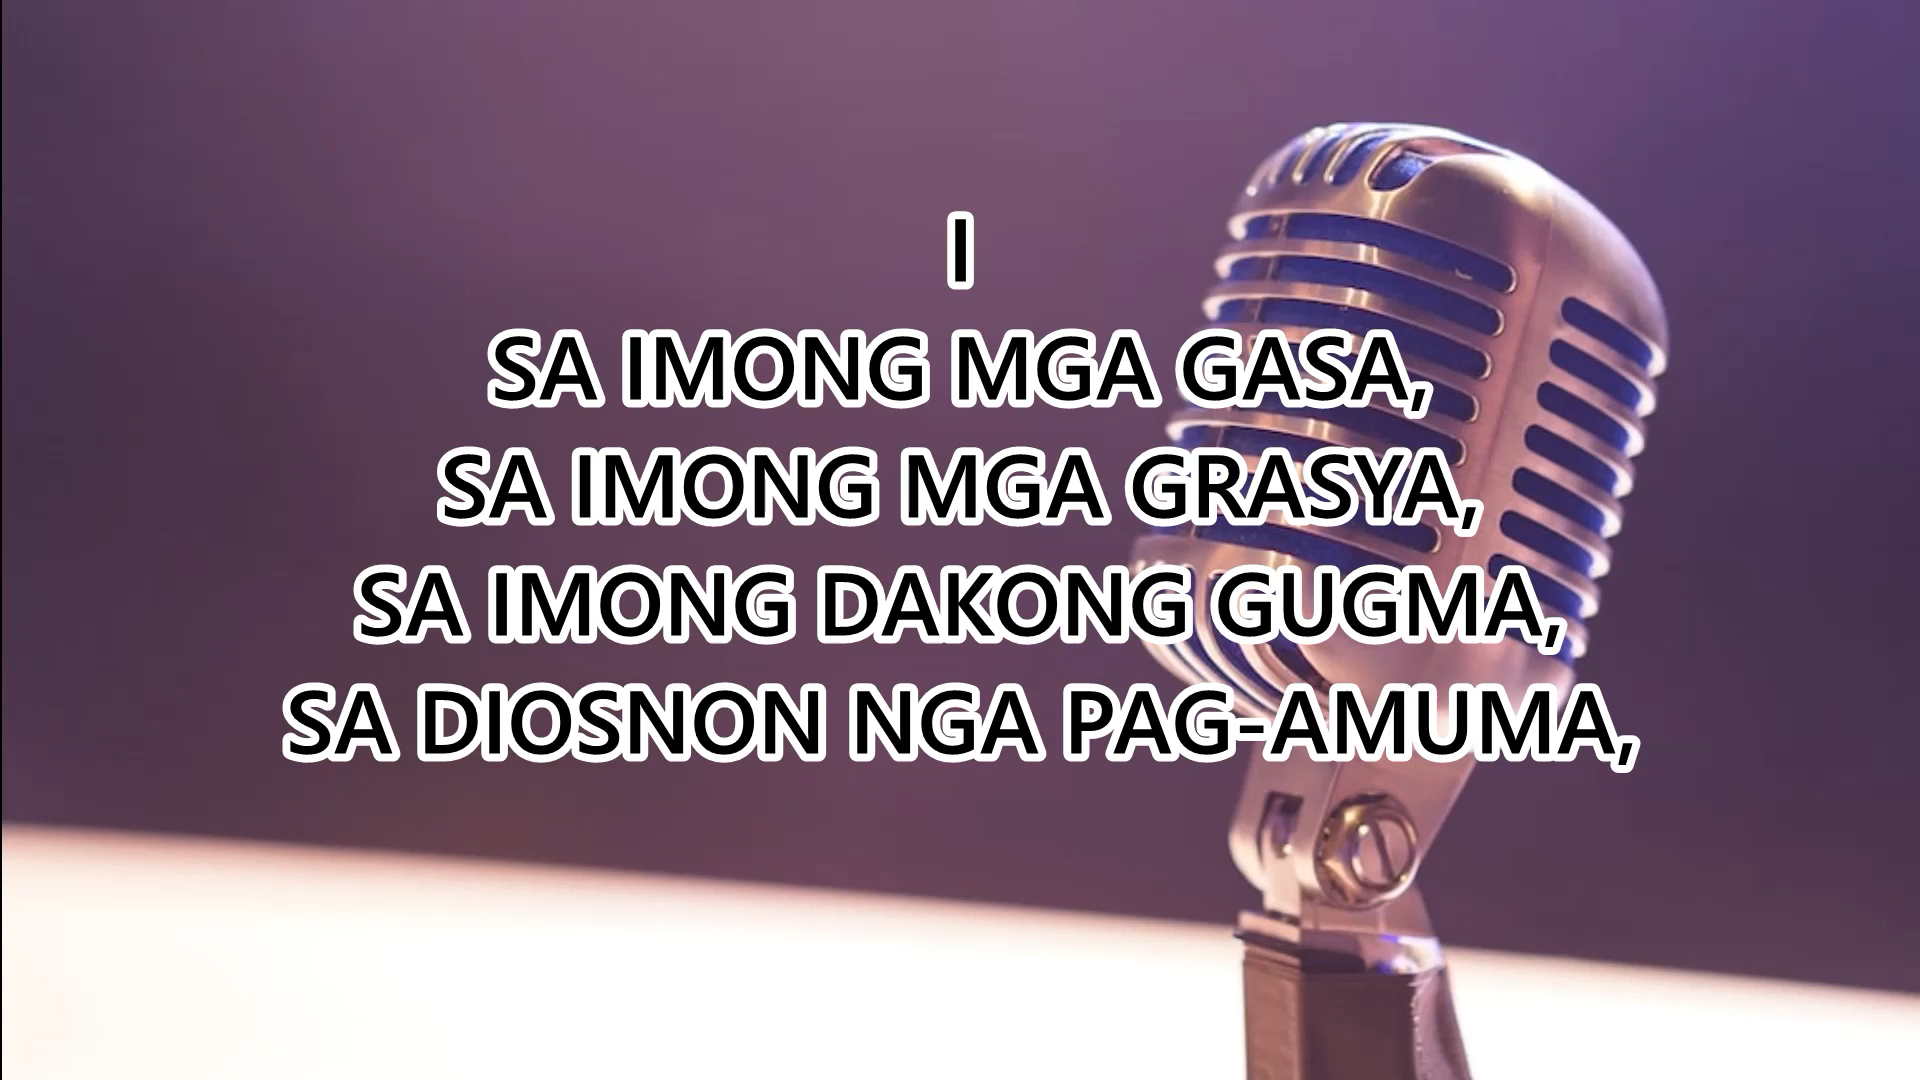 I
SA IMONG MGA GASA,
SA IMONG MGA GRASYA,
SA IMONG DAKONG GUGMA,
SA DIOSNON NGA PAG-AMUMA,